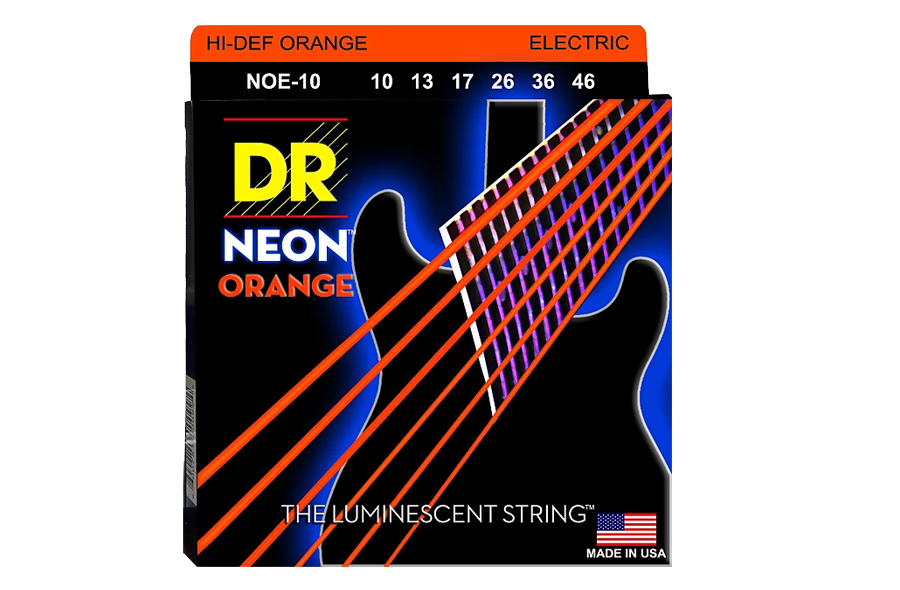 HI-DEF ORANGE ELECTRIC
NOE-10 10 13 17 26 36 46
DR
NEON™
ORANGE
THE LUMINESCENT STRING™
MADE IN USA